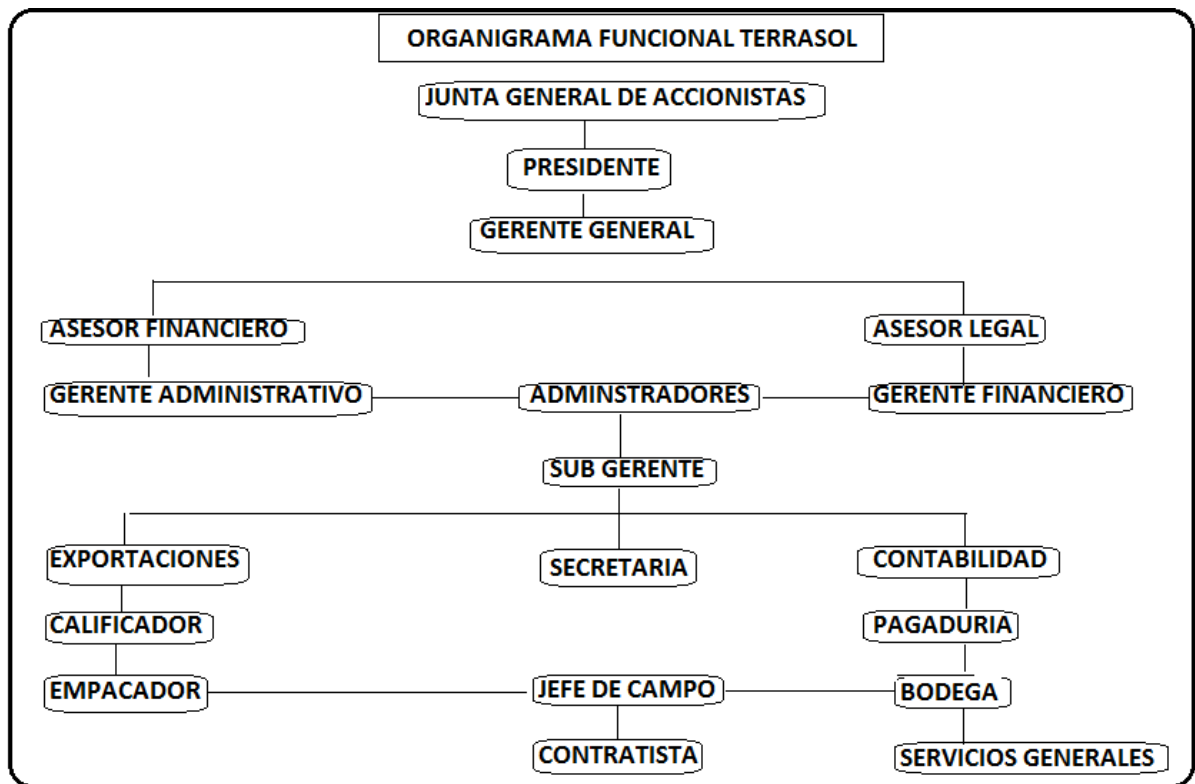 ORGANIGRAMA FUNCIONAL TERRASOL
JUNTA GENERAL DE ACCIONISTAS
PRESIDENTE
GERENTE GENERAL
ASESOR FINANCIERO
ASESOR LEGAL
GERENTE ADMINISTRATIVO
ADMINSTRADORES
GERENTE FINANCIERO
SUB GERENTE
EXPORTACIONES
SECRETARIA
CONTABILIDAD
CALIFICADOR
PAGADURIA
EMPACADOR
JEFE DE CAMPO
BODEGA
CONTRATISTA
SERVICIOS GENERALES